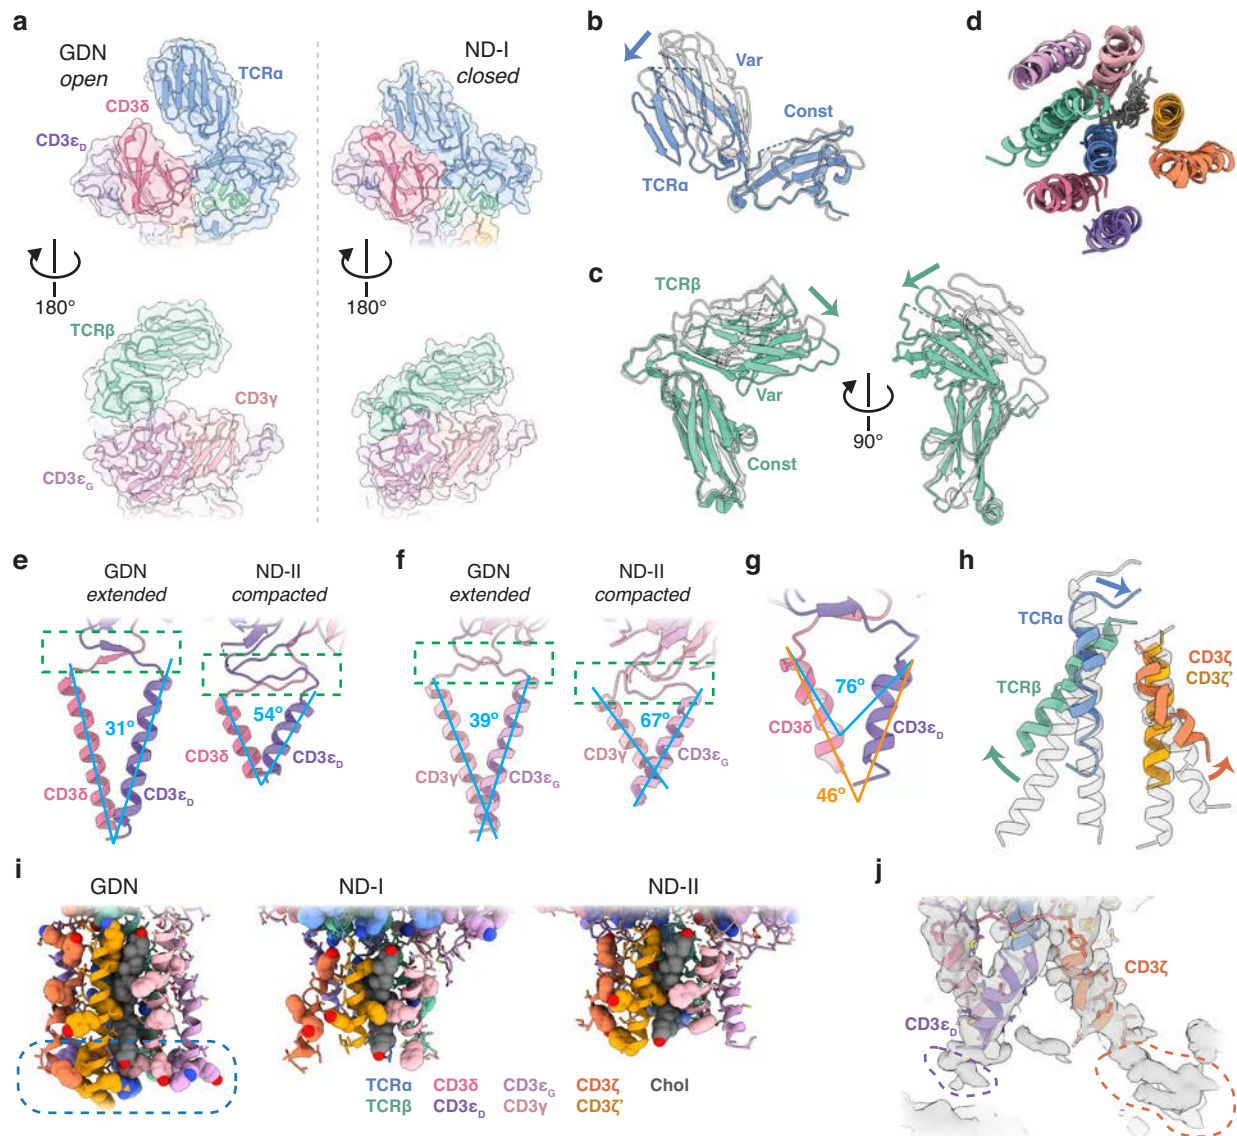 a
GDN
open
ND-I
closed
TCRα
CD3δ
CD3ε_D
180°
180°
TCRβ
CD3γ
CD3ε_G
b
Var
Const
TCRα
c
TCRβ
Var
Const
90°
d
e
GDN
extended
ND-II
compacted
31°
54°
CD3δ
CD3ε_D
CD3δ
CD3ε_D
f
GDN
extended
ND-II
compacted
39°
67°
CD3γ
CD3ε_G
CD3γ
CD3ε_G
g
76°
CD3δ
CD3ε_D
46°
h
TCRα
TCRβ
CD3ζ
CD3ζ'
i
GDN
ND-I
ND-II
TCRα CD3δ CD3ε_G CD3ζ Chol
TCRβ CD3ε_D CD3γ CD3ζ'
j
CD3ζ
CD3ε_D